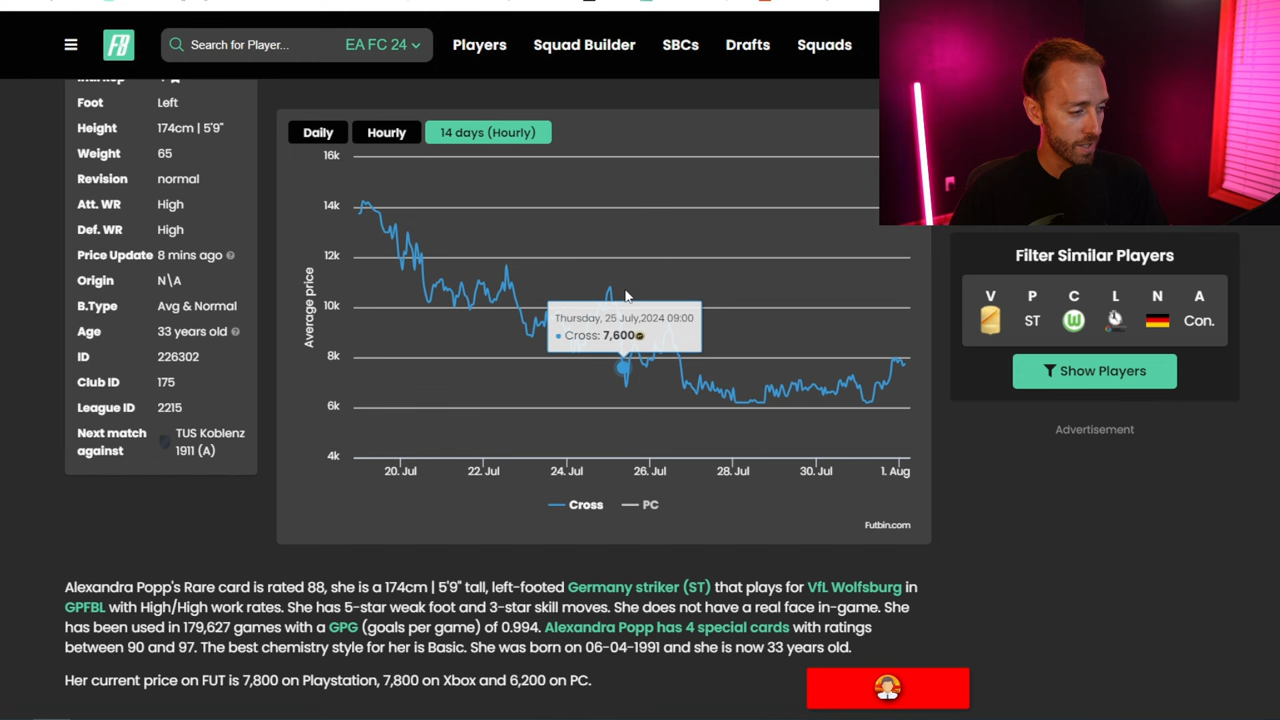 FB
Search for Player...
EA FC 24
Players
Squad Builder
SBCs
Drafts
Squads
Foot Left
Height 174cm | 5'9"
Weight 65
Revision normal
Att. WR High
Def. WR High
Price Update 8 mins ago
Origin N\A
B.Type Avg & Normal
Age 33 years old
ID 226302
Club ID 175
League ID 2215
Next match against TUS Koblenz 1911 (A)
Daily
Hourly
14 days (Hourly)
Average price
16k
14k
12k
10k
8k
6k
4k
Thursday, 25 July,2024 09:00
Cross: 7,600
20. Jul
22. Jul
24. Jul
26. Jul
28. Jul
30. Jul
1. Aug
Cross
PC
Futbin.com
Filter Similar Players
V P C L N A
ST Con.
Show Players
Advertisement
Alexandra Popp's Rare card is rated 88, she is a 174cm | 5'9" tall, left-footed Germany striker (ST) that plays for VfL Wolfsburg in
GPFBL with High/High work rates. She has 5-star weak foot and 3-star skill moves. She does not have a real face in-game. She
has been used in 179,627 games with a GPG (goals per game) of 0.994. Alexandra Popp has 4 special cards with ratings
between 90 and 97. The best chemistry style for her is Basic. She was born on 06-04-1991 and she is now 33 years old.
Her current price on FUT is 7,800 on Playstation, 7,800 on Xbox and 6,200 on PC.